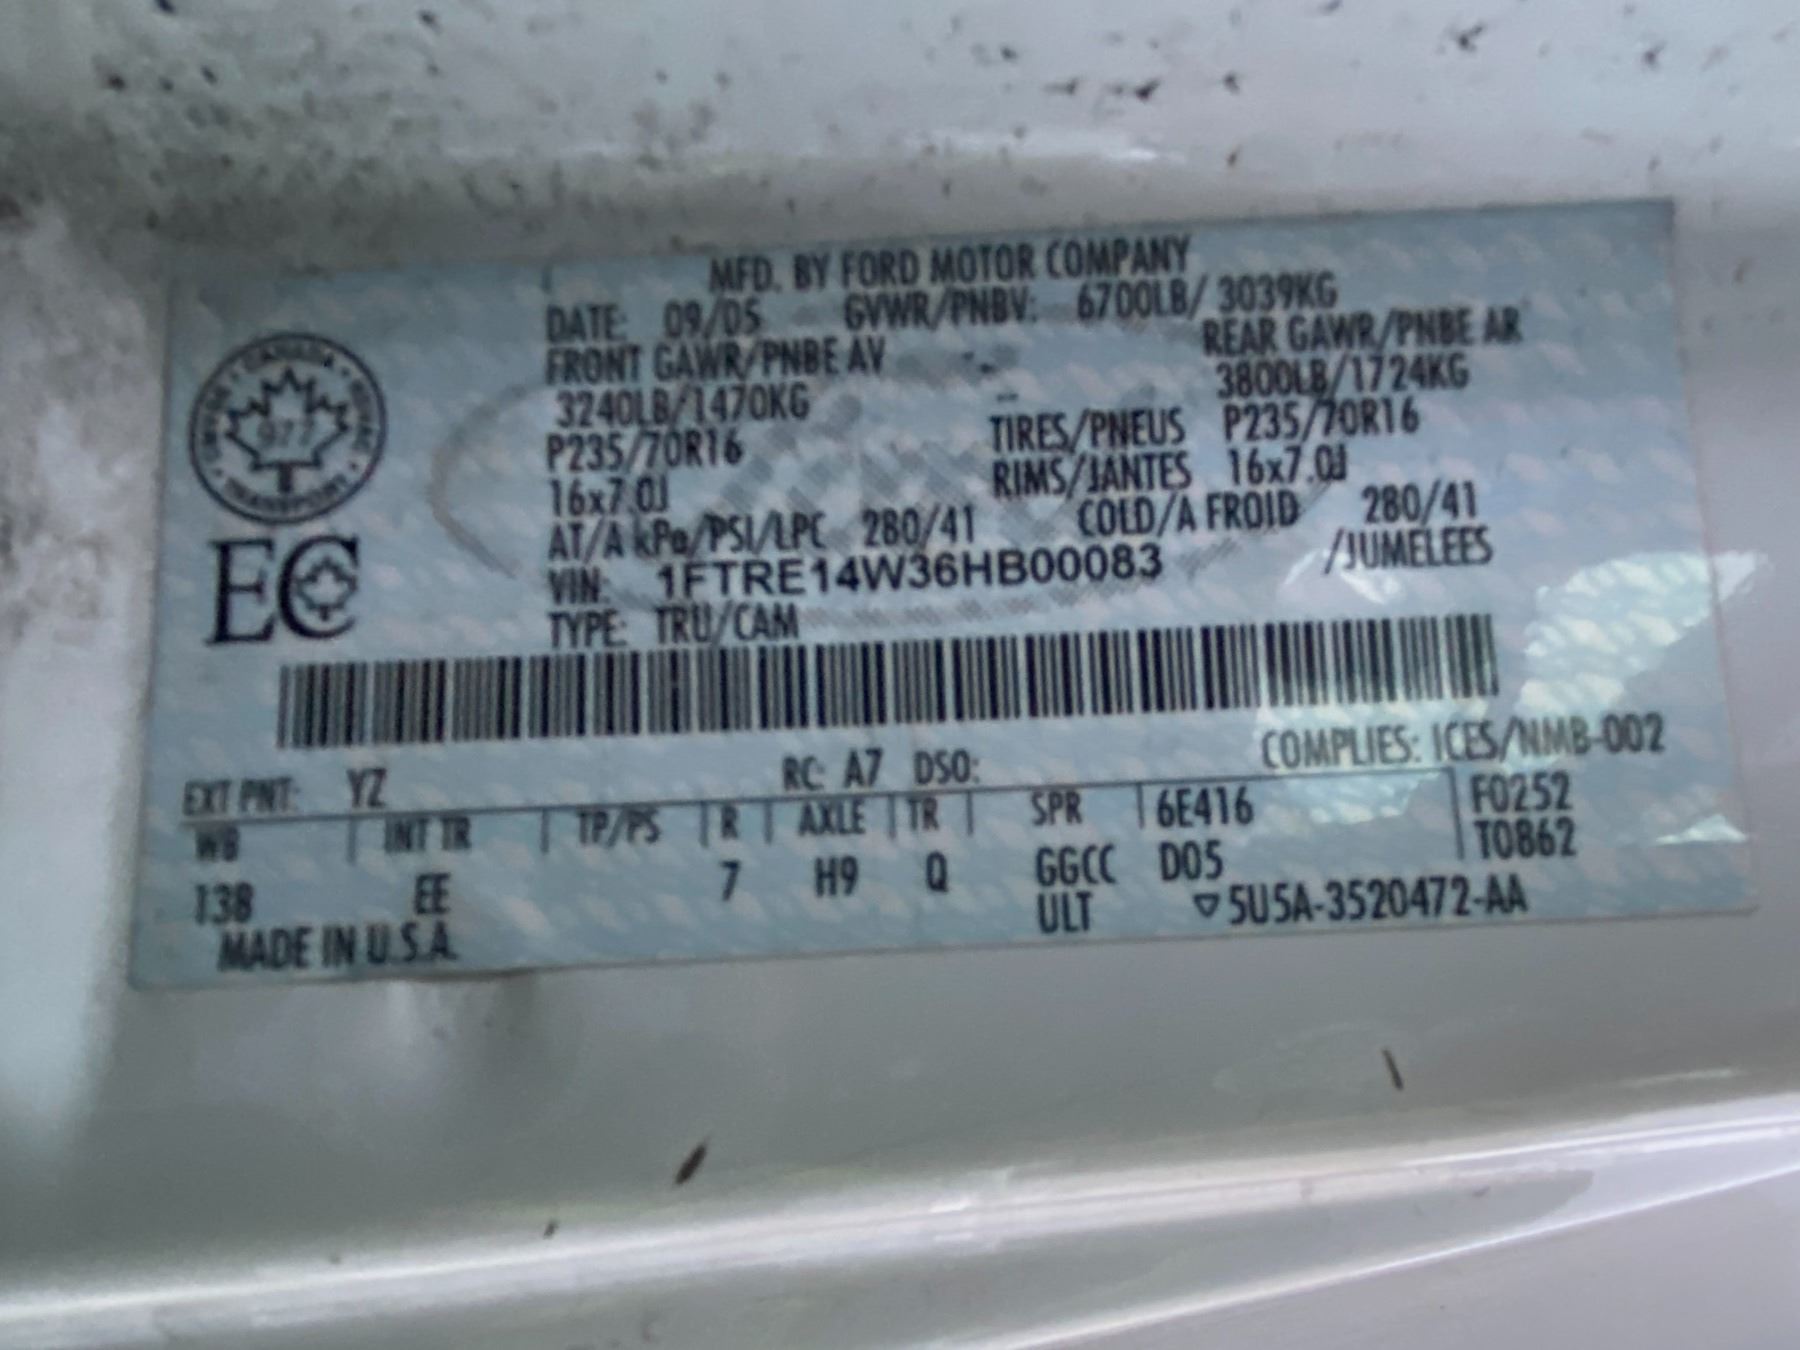 MFD. BY FORD MOTOR COMPANY
DATE: 09/05 GVWR/PNBV: 6700LB/ 3039KG
FRONT GAWR/PNBE AV REAR GAWR/PNBE AR
3240LB/1470KG 3800LB/1724KG
P235/70R16 TIRES/PNEUS P235/70R16
16x7.0J RIMS/JANTES 16x7.0J
AT/A kPa/PSI/LPC 280/41 COLD/A FROID 280/41
VIN: 1FTRE14W36HB00083 /JUMELEES
TYPE: TRU/CAM
CANADA
TRANSPORT
977
EC
COMPLIES: ICES/NMB-002
EXT PNT: YZ RC: A7 DSO:
WB | INT TR | TP/PS | R | AXLE | TR | SPR | 6E416 | F0252
T0862
138 EE 7 H9 Q GGCC D05
ULT 5U5A-3520472-AA
MADE IN U.S.A.